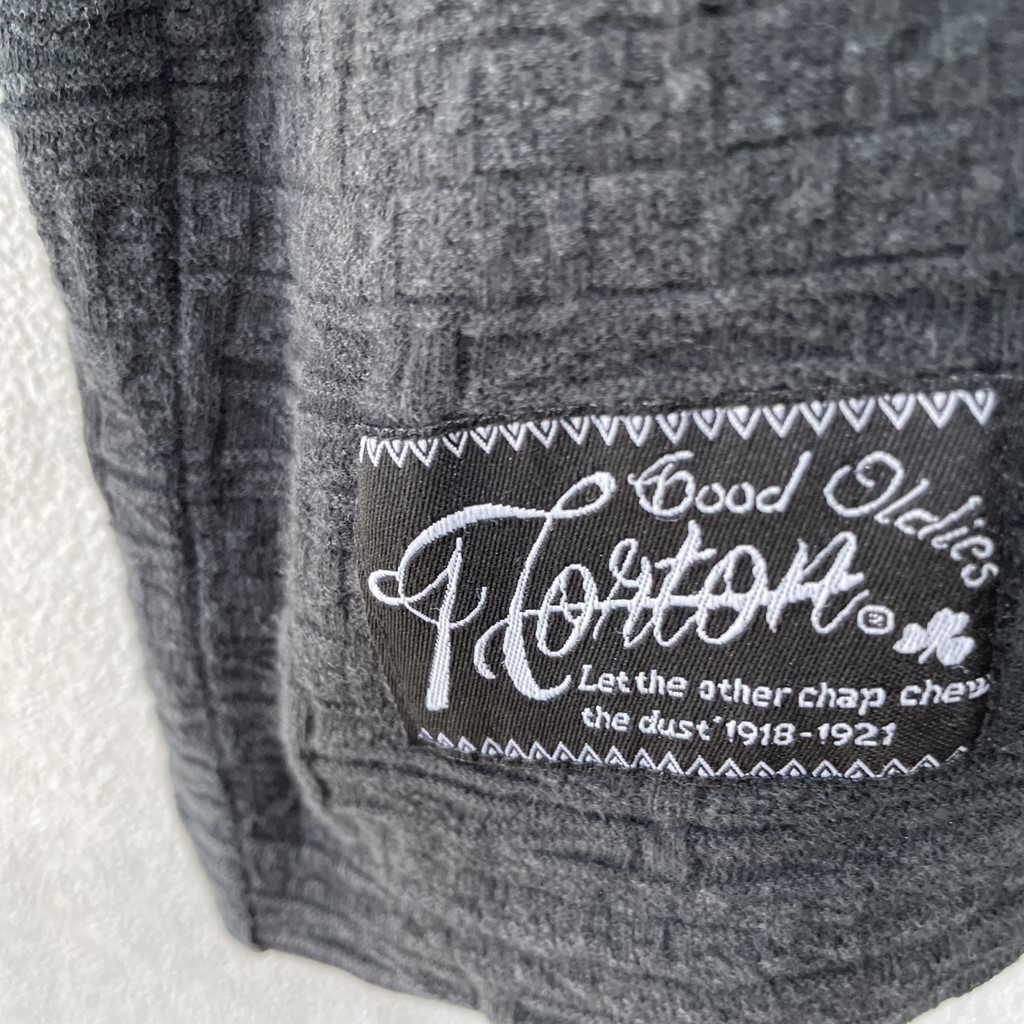 Good Oldies
Norton®
Let the other chap chew
the dust' 1918-1921